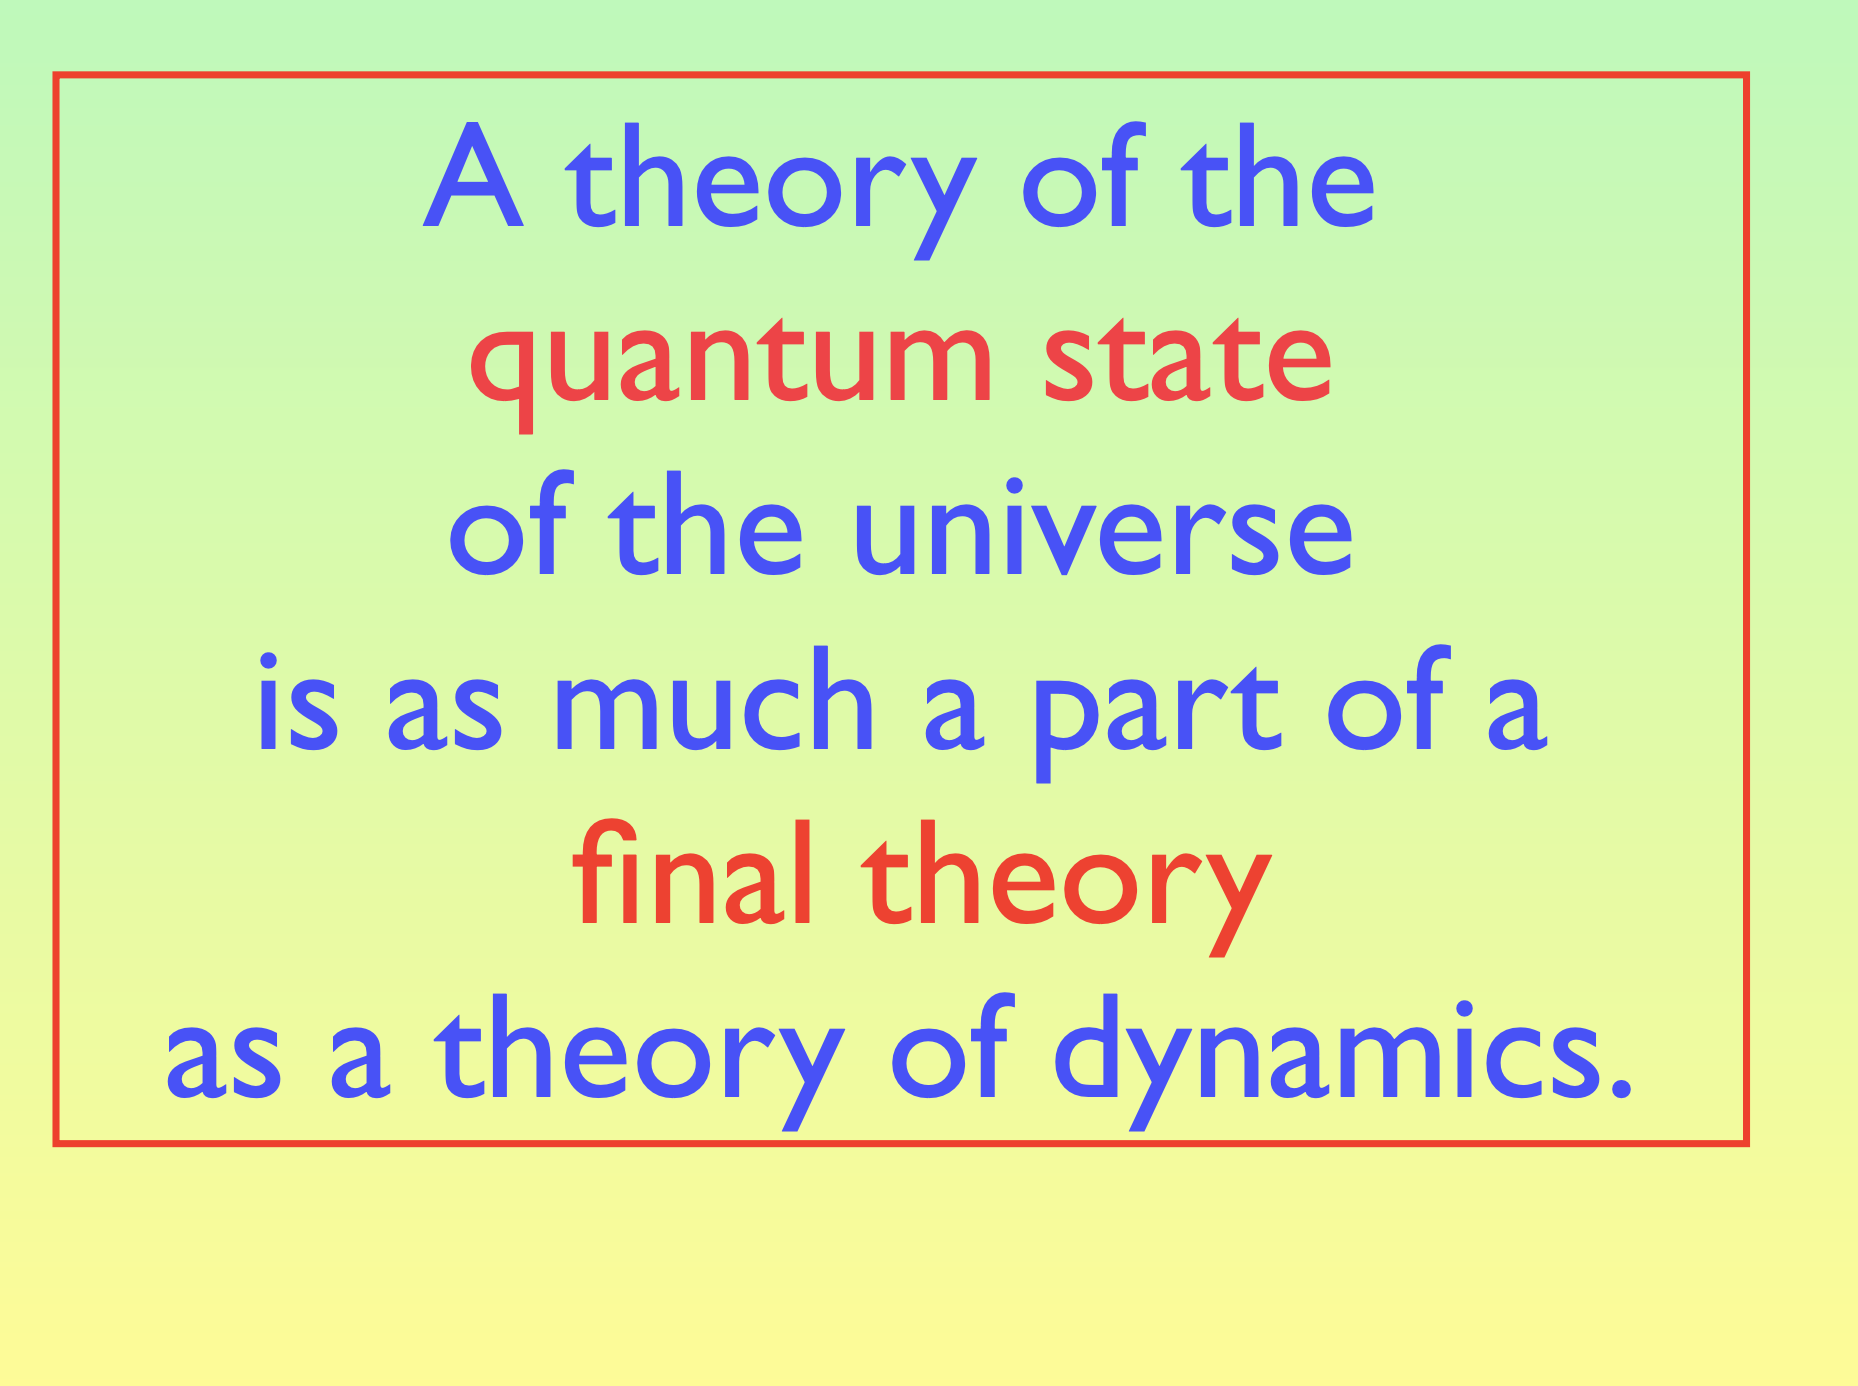 A theory of the
quantum state
of the universe
is as much a part of a
final theory
as a theory of dynamics.